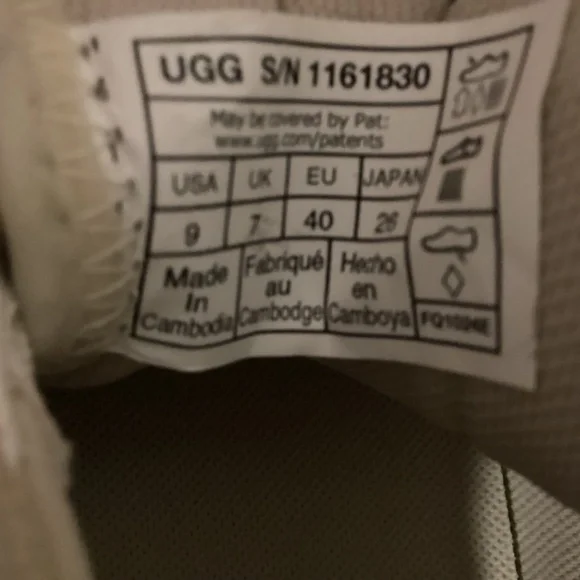 UGG S/N 1161830
May be covered by Pat:
www.ugg.com/patents
USA UK EU JAPAN
9 7 40 26
Made In Cambodia
Fabriqué au Cambodge
Hecho en Camboya